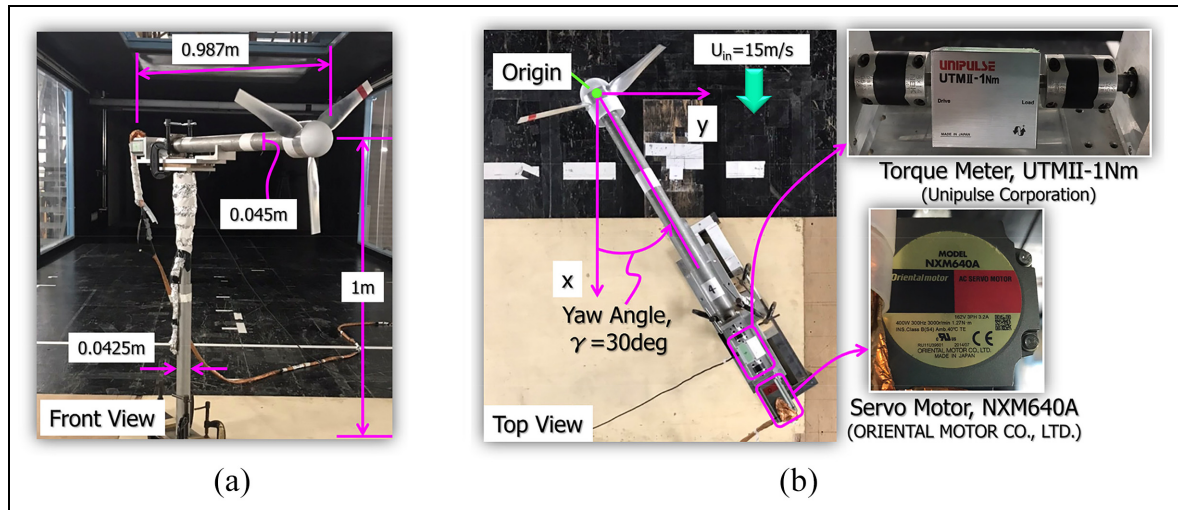 (a)
0.987m
0.045m
1m
0.0425m
Front View
(b)
Origin
U_in=15m/s
y
x
Yaw Angle,
γ=30deg
4
Top View
UNIPULSE
UTMII-1Nm
Drive
Load
MADE IN JAPAN
Torque Meter, UTMII-1Nm
(Unipulse Corporation)
MODEL
NXM640A
Orientalmotor
AC SERVO MOTOR
ORIENTAL MOTOR CO., LTD.
MADE IN JAPAN
Servo Motor, NXM640A
(ORIENTAL MOTOR CO., LTD.)